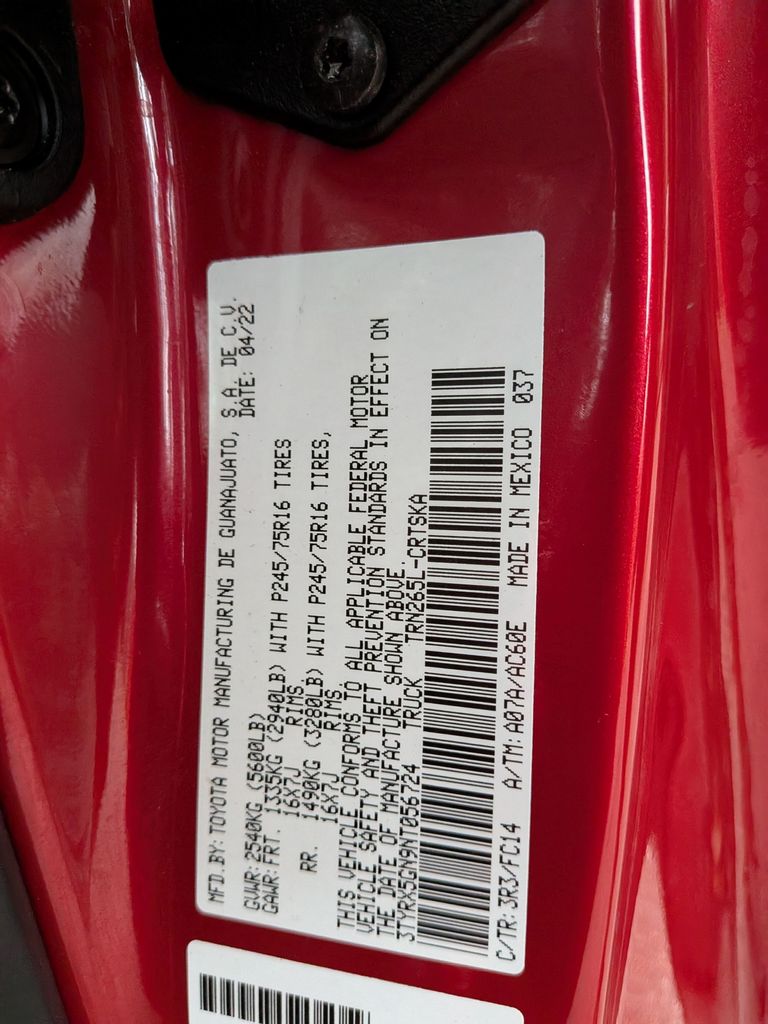 MFD.BY:TOYOTA MOTOR MANUFACTURING DE GUANAJUATO, S.A. DE C.V.
DATE: 04/22
GVWR:2540KG (5600LB)
GAWR:FRT. 1335KG (2940LB) WITH P245/75R16 TIRES
16X7J RIMS
RR. 1490KG (3280LB) WITH P245/75R16 TIRES,
16X7J RIMS
THIS VEHICLE CONFORMS TO ALL APPLICABLE FEDERAL MOTOR
VEHICLE SAFETY AND THEFT PREVENTION STANDARDS IN EFFECT ON
THE DATE OF MANUFACTURE SHOWN ABOVE.
3TYRX5GN9NT056724 TRUCK TRN265L-CRTSKA
C/TR:3R3/FC14 A/TM:A07A/AC60E MADE IN MEXICO 037